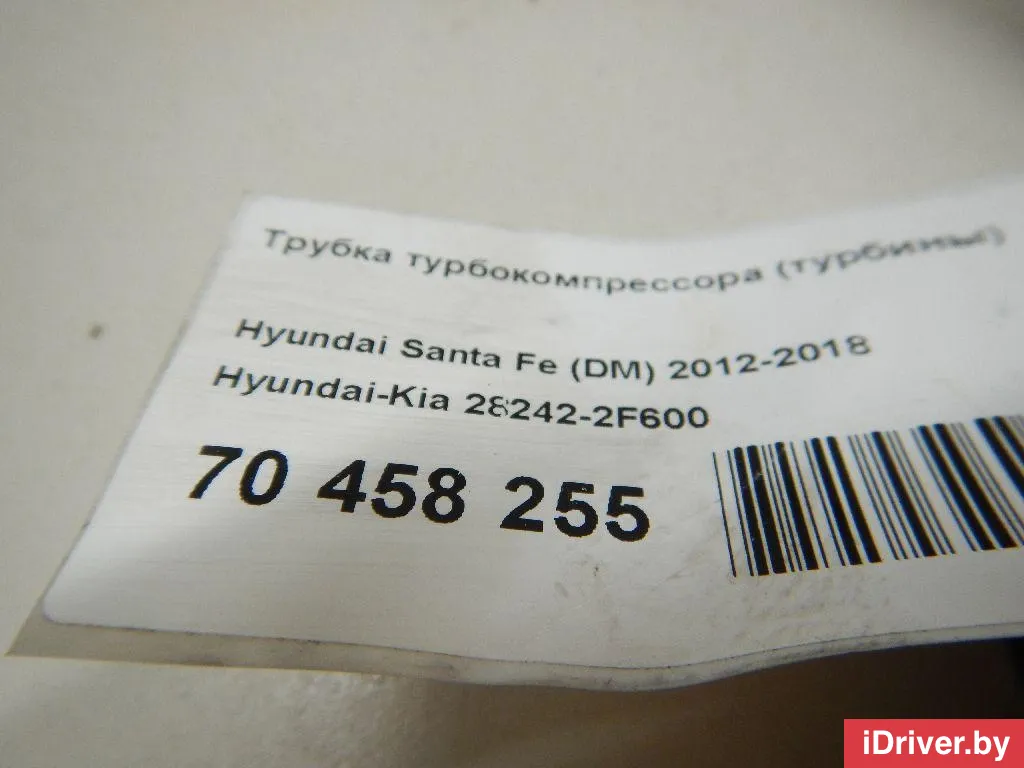 Трубка турбокомпрессора (турбины)
Hyundai Santa Fe (DM) 2012-2018
Hyundai-Kia 28242-2F600
70 458 255
iDriver.by